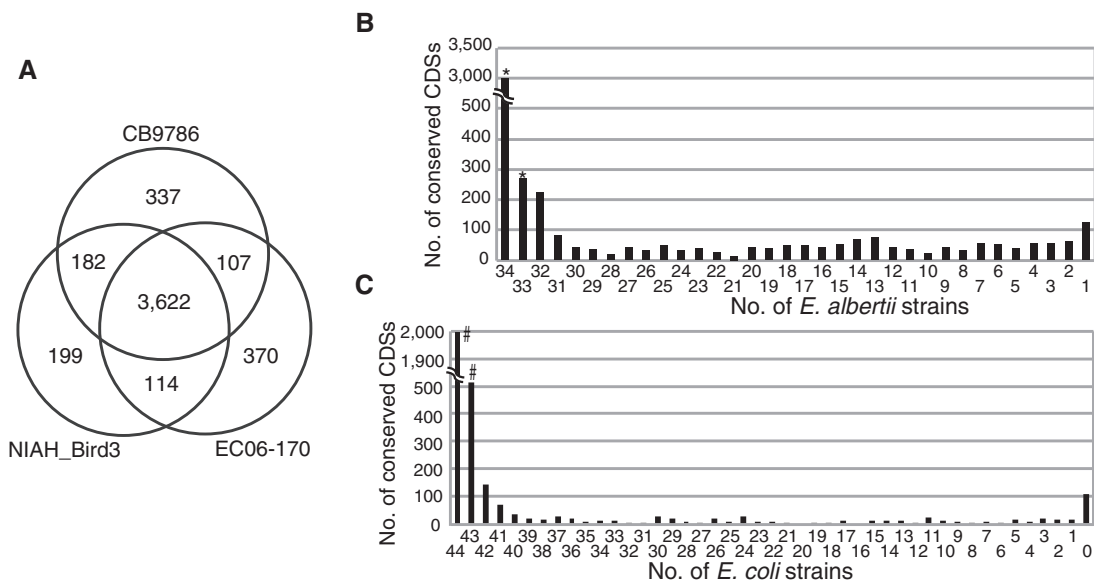 A
CB9786
337
182
107
3,622
199
370
114
NIAH_Bird3
EC06-170
B
No. of conserved CDSs
3,500
3,000
500
400
300
200
100
0
*
*
34 32 30 28 26 24 22 20 18 16 14 12 10 8 6 4 2
33 31 29 27 25 23 21 19 17 15 13 11 9 7 5 3 1
No. of E. albertii strains
C
No. of conserved CDSs
2,000
1,900
500
400
300
200
100
0
#
#
43 41 39 37 35 33 31 29 27 25 23 21 19 17 15 13 11 9 7 5 3 1
44 42 40 38 36 34 32 30 28 26 24 22 20 18 16 14 12 10 8 6 4 2 0
No. of E. coli strains